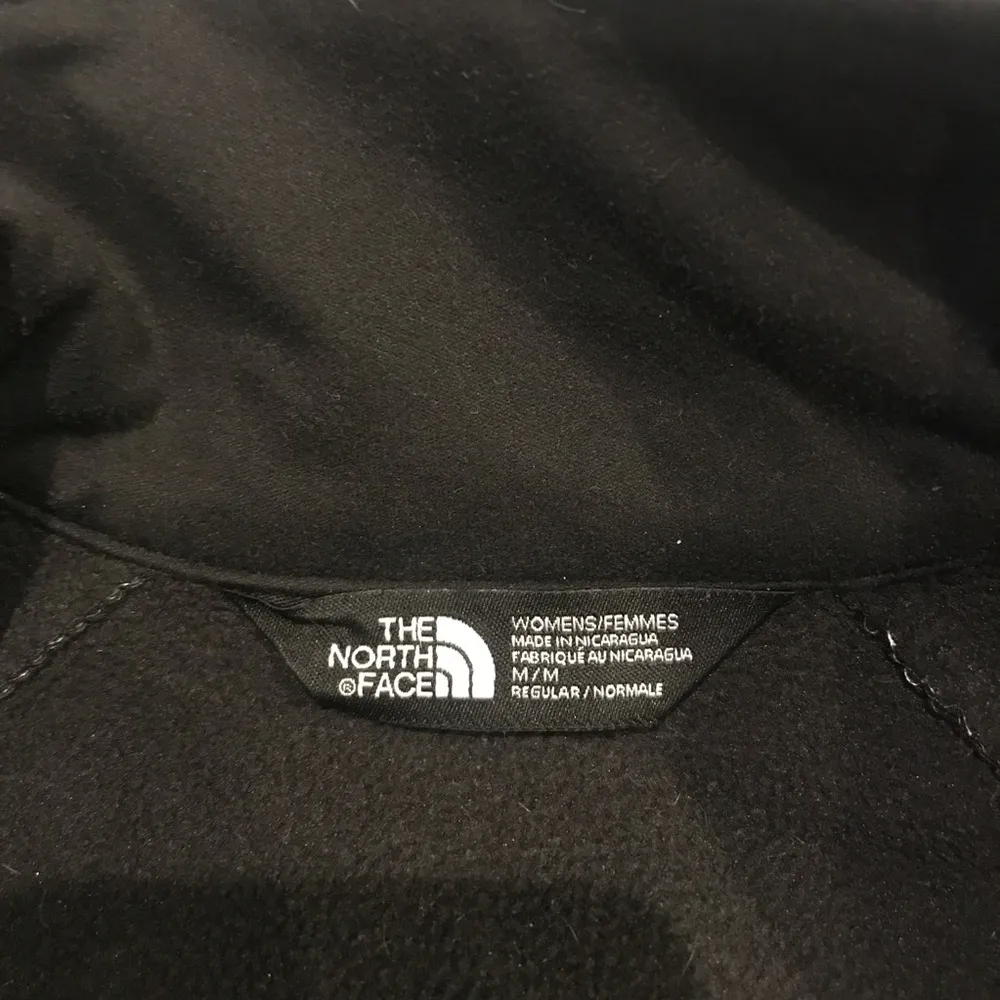 THE
NORTH
®FACE
WOMENS/FEMMES
MADE IN NICARAGUA
FABRIQUÉ AU NICARAGUA
M/M
REGULAR/NORMALE